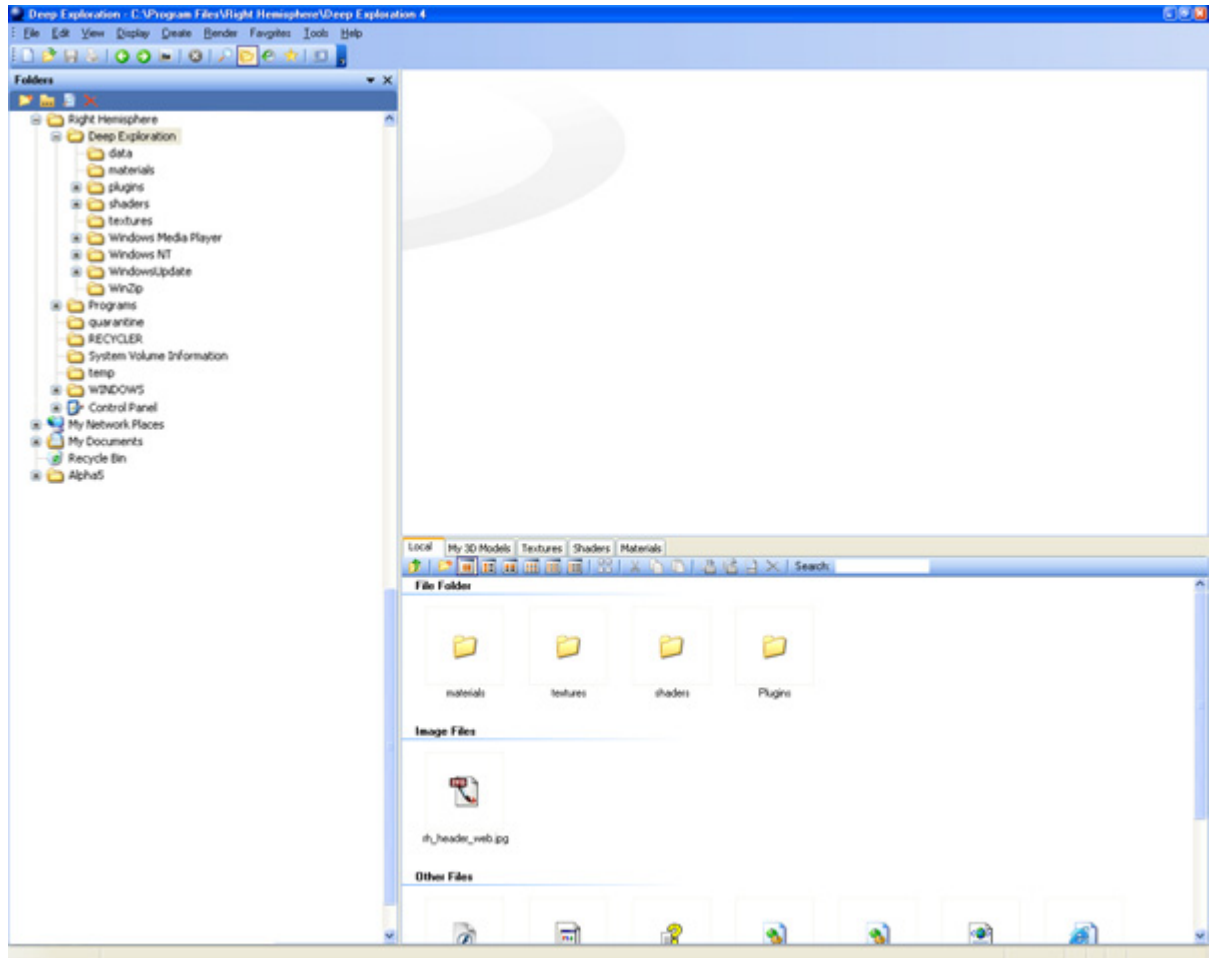 Deep Exploration - C:\Program Files\Right Hemisphere\Deep Exploration 4
File Edit View Display Create Render Favorites Tools Help
Folders
Right Hemisphere
Deep Exploration
data
materials
plugins
shaders
textures
Windows Media Player
Windows NT
WindowsUpdate
WinZip
Programs
quarantine
RECYCLER
System Volume Information
temp
WINDOWS
Control Panel
My Network Places
My Documents
Recycle Bin
Alpha5
Local My 3D Models Textures Shaders Materials
Search:
File Folder
materials textures shaders Plugins
Image Files
rh_header_web.jpg
Other Files